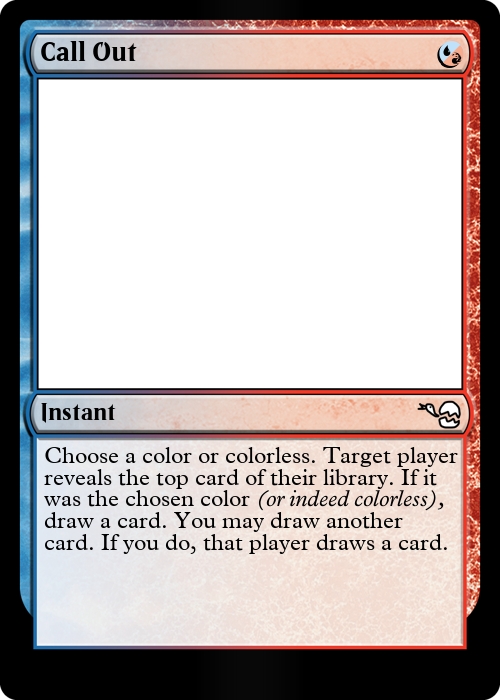 Call Out
Instant
Choose a color or colorless. Target player
reveals the top card of their library. If it
was the chosen color (or indeed colorless),
draw a card. You may draw another
card. If you do, that player draws a card.